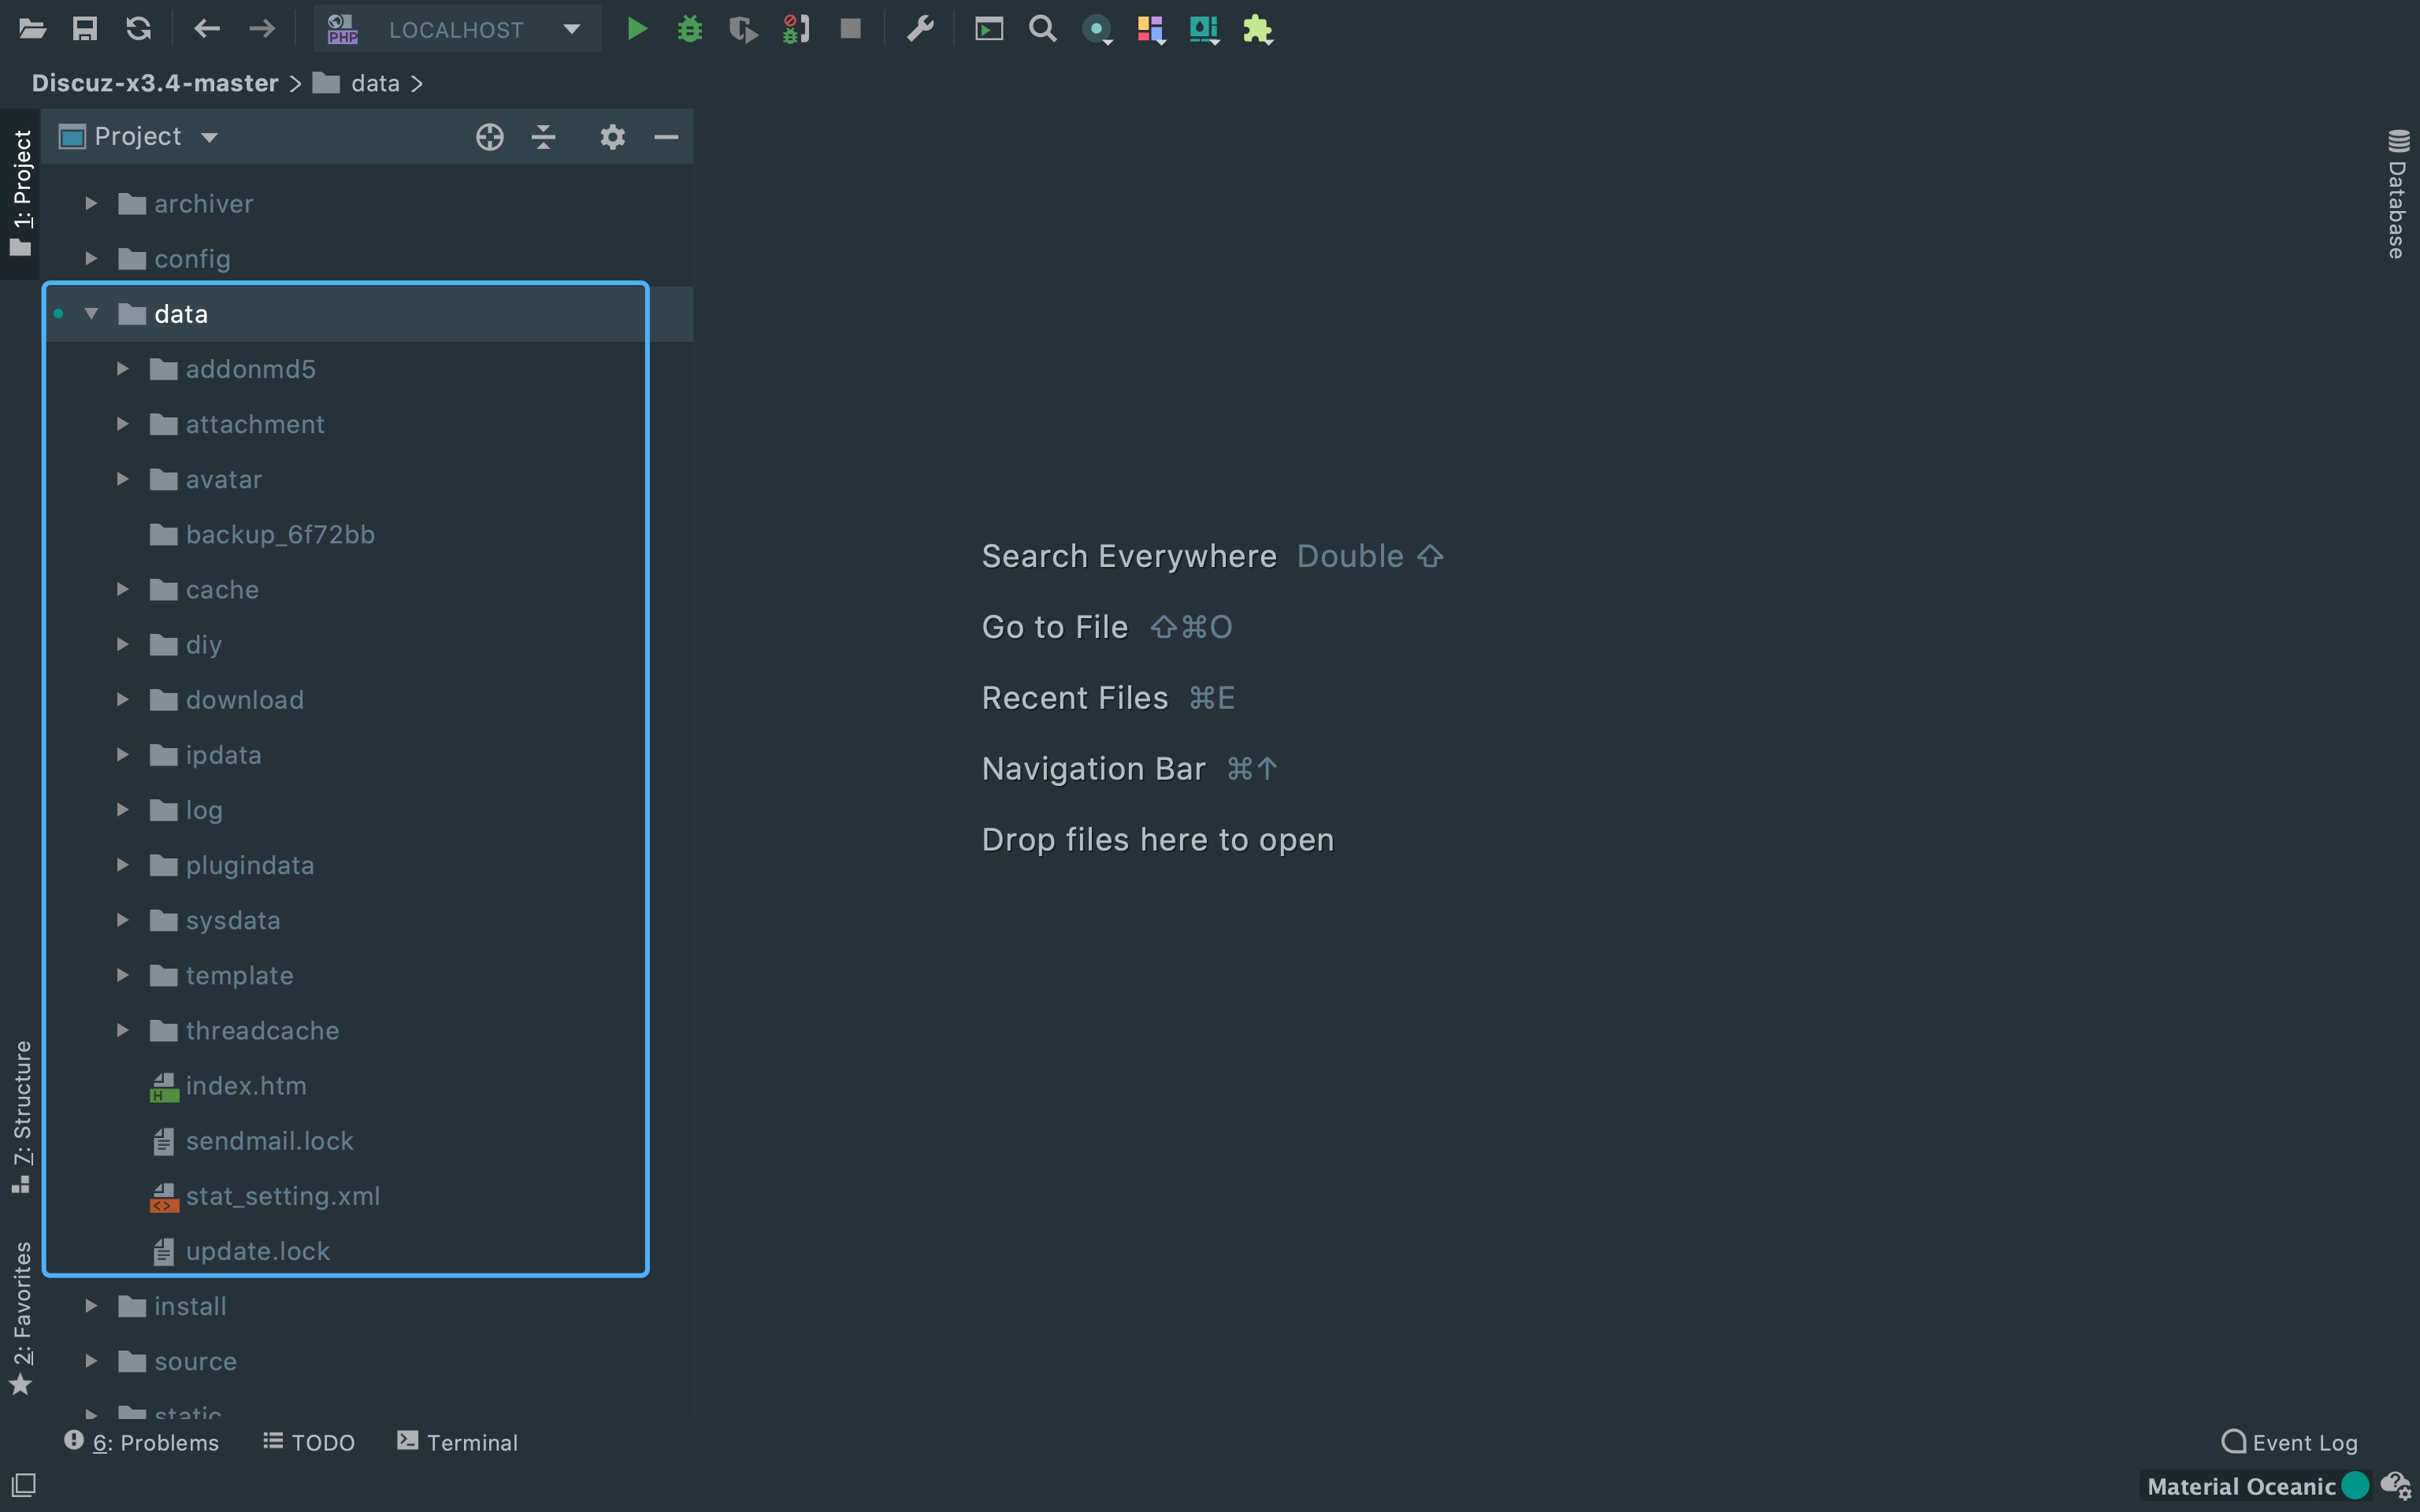 LOCALHOST
PHP
Discuz-x3.4-master
data
Project
1: Project
archiver
config
data
addonmd5
attachment
avatar
backup_6f72bb
cache
diy
download
ipdata
log
plugindata
sysdata
template
threadcache
index.htm
sendmail.lock
stat_setting.xml
update.lock
install
source
static
7: Structure
2: Favorites
Search Everywhere Double ⇧
Go to File ⇧⌘O
Recent Files ⌘E
Navigation Bar ⌘↑
Drop files here to open
Database
6: Problems
TODO
Terminal
Event Log
Material Oceanic